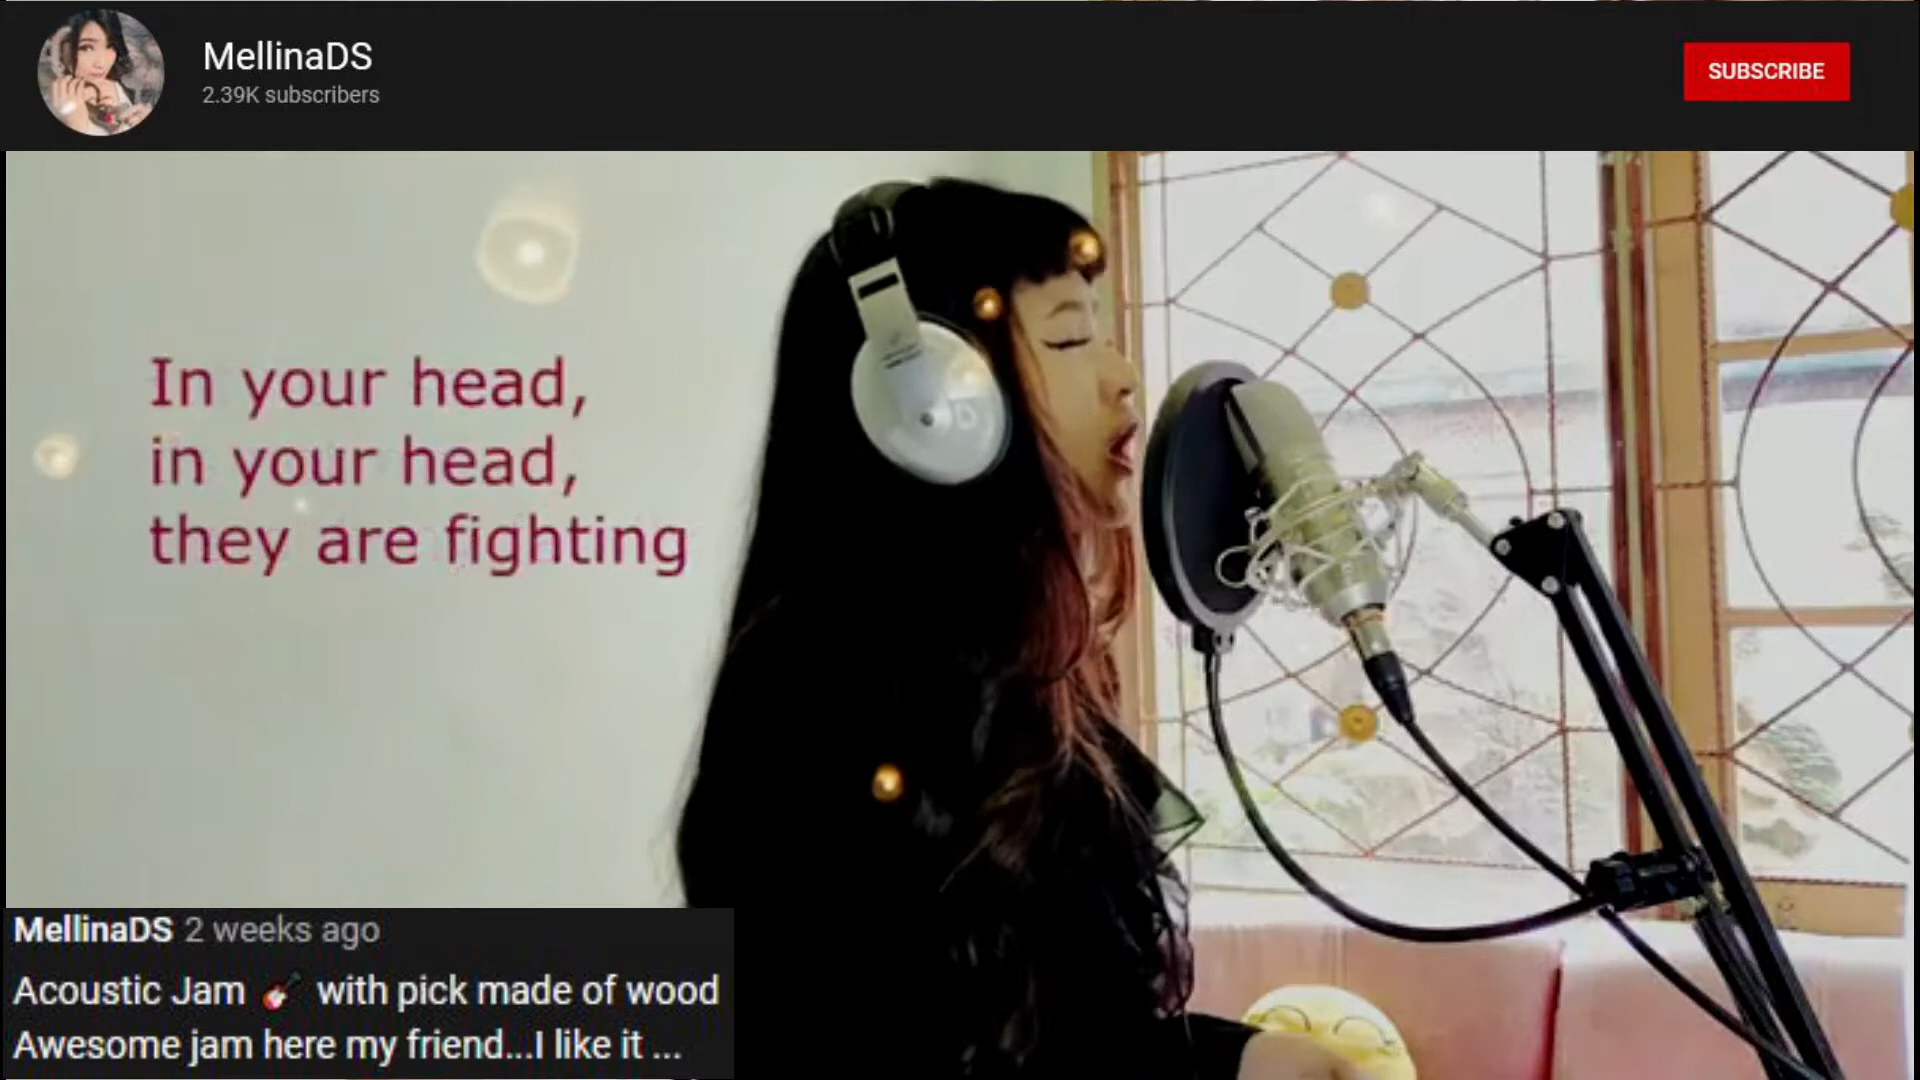 MellinaDS
2.39K subscribers
SUBSCRIBE
In your head,
in your head,
they are fighting
MellinaDS 2 weeks ago
Acoustic Jam 🎸 with pick made of wood
Awesome jam here my friend...I like it ...